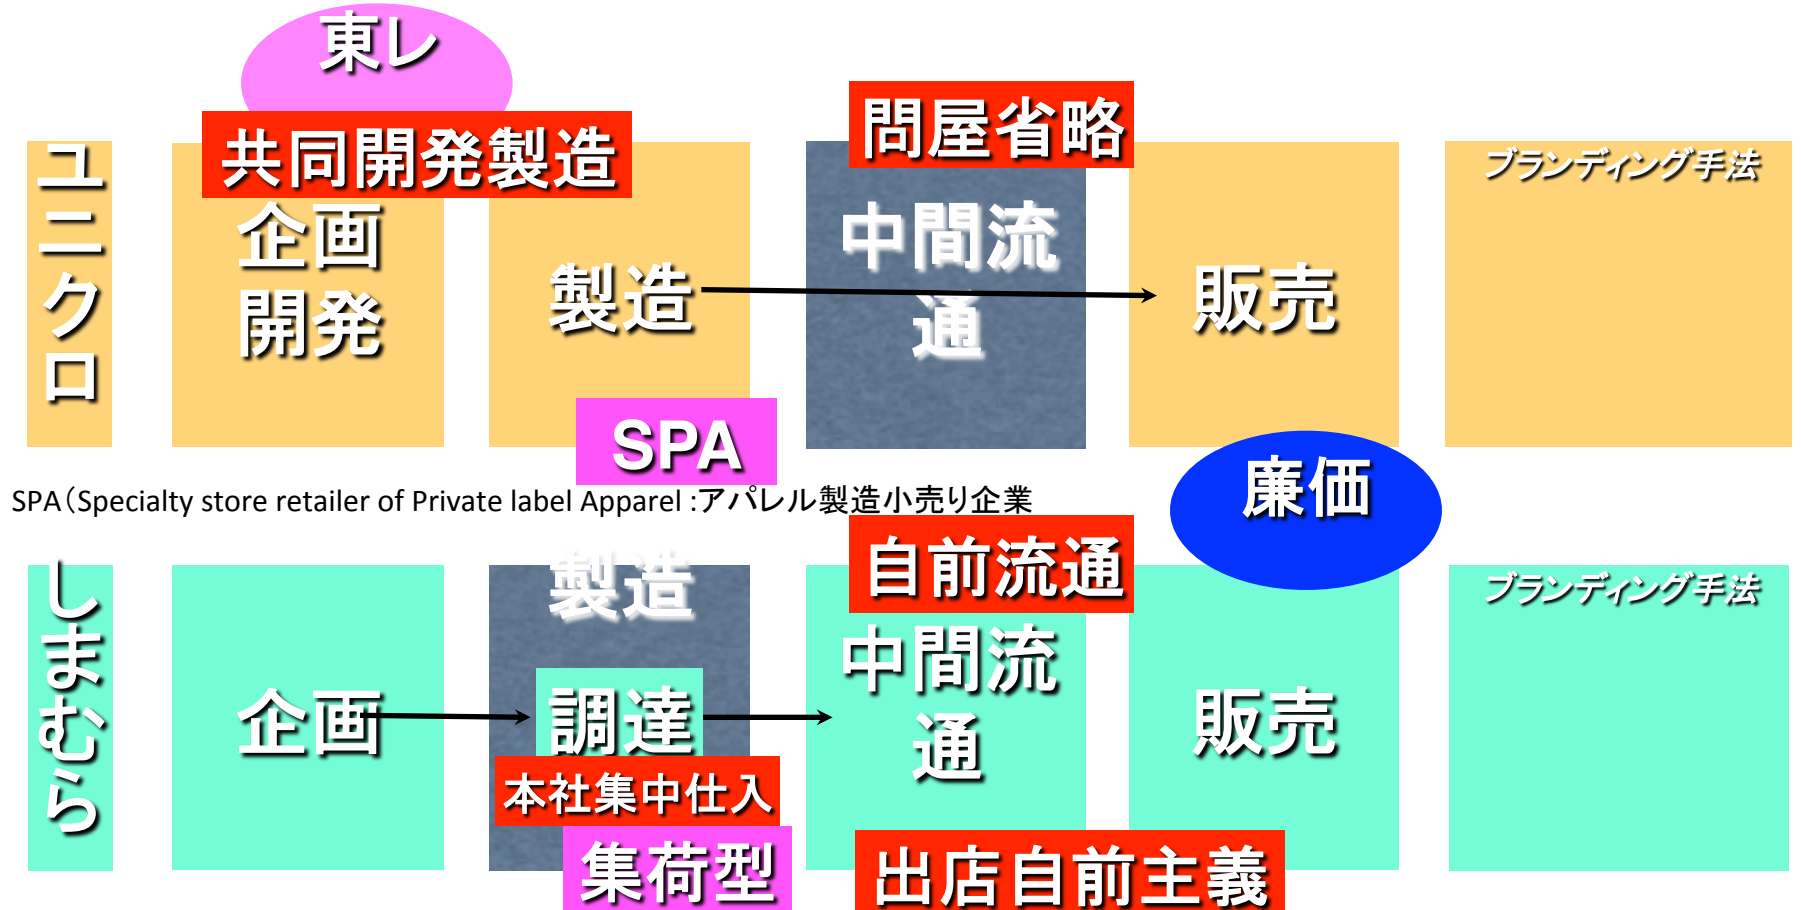 東レ
共同開発製造
問屋省略
ユニクロ
企画
開発
製造
中間流
通
販売
ブランディング手法
SPA
廉価
SPA（Specialty store retailer of Private label Apparel :アパレル製造小売り企業
自前流通
しまむら
企画
製造
調達
中間流
通
販売
ブランディング手法
本社集中仕入
集荷型
出店自前主義